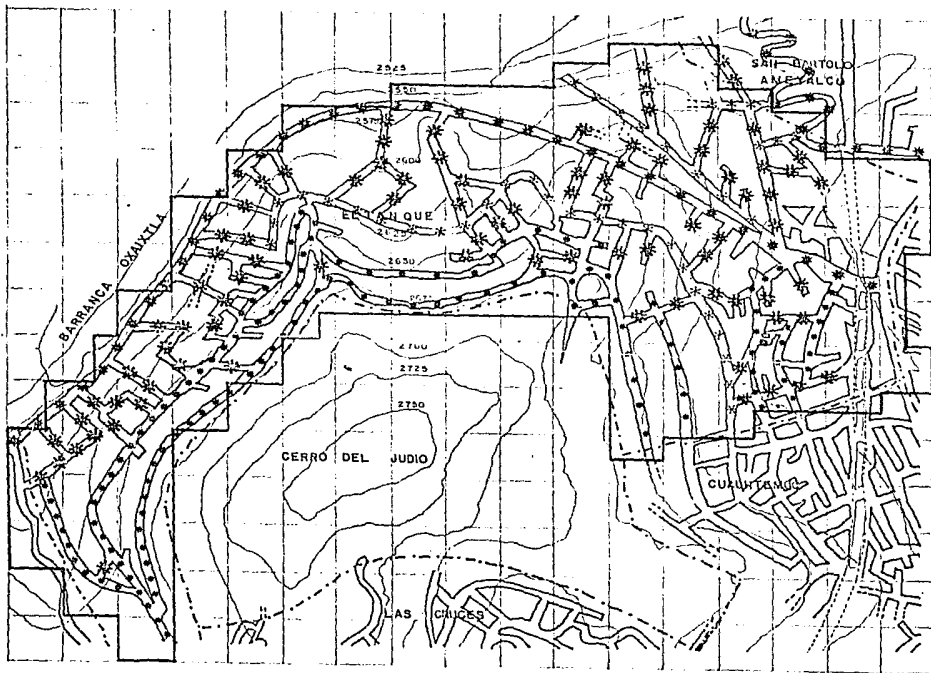 2525
2550
SAN BARTOLO
AMEYALCO
2600
EL TANQUE
2650
BARRANCA OXAIXTLA
2700
2725
2750
CERRO DEL JUDIO
CUAUHTEMOC
LAS CRUCES